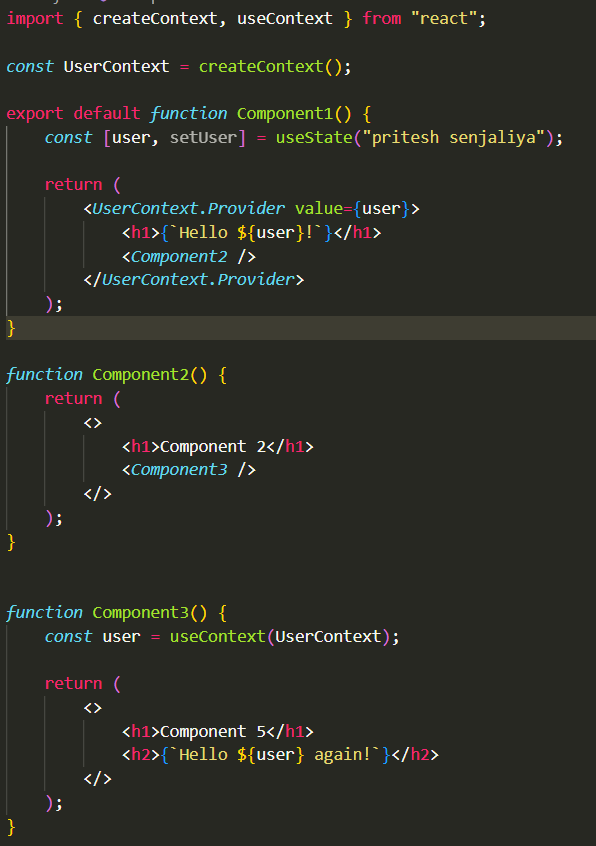 import { createContext, useContext } from "react";
const UserContext = createContext();
export default function Component1() {
const [user, setUser] = useState("pritesh senjaliya");
return (
<UserContext.Provider value={user}>
<h1>{`Hello ${user}!`}</h1>
<Component2 />
</UserContext.Provider>
);
}
function Component2() {
return (
<>
<h1>Component 2</h1>
<Component3 />
</>
);
}
function Component3() {
const user = useContext(UserContext);
return (
<>
<h1>Component 5</h1>
<h2>{`Hello ${user} again!`}</h2>
</>
);
}